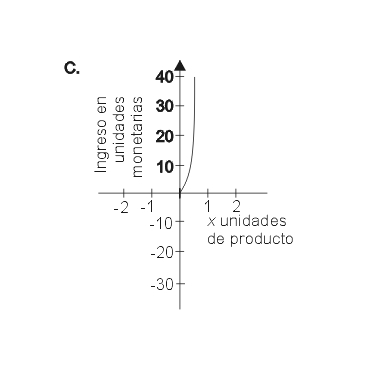 C.
Ingreso en
unidades
monetarias
40
30
20
10
-2 -1 1 2
-10
-20
-30
x unidades
de producto